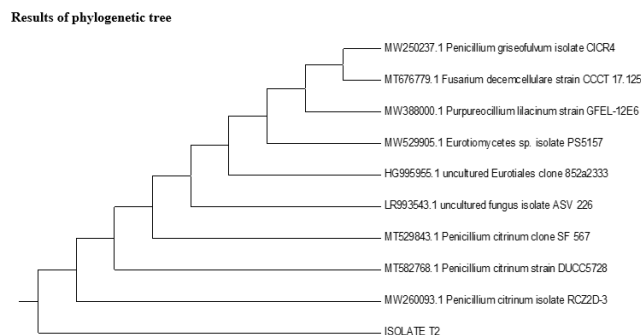 Results of phylogenetic tree
MW250237.1 Penicillium griseofulvum isolate CICR4
MT676779.1 Fusarium decemcellulare strain CCCT 17.125
MW388000.1 Purpureocillium lilacinum strain GFEL-12E6
MW529905.1 Eurotiomycetes sp. isolate PS5157
HG995955.1 uncultured Eurotiales clone 852a2333
LR993543.1 uncultured fungus isolate ASV 226
MT529843.1 Penicillium citrinum clone SF 567
MT582768.1 Penicillium citrinum strain DUCC5728
MW260093.1 Penicillium citrinum isolate RCZ2D-3
ISOLATE T2